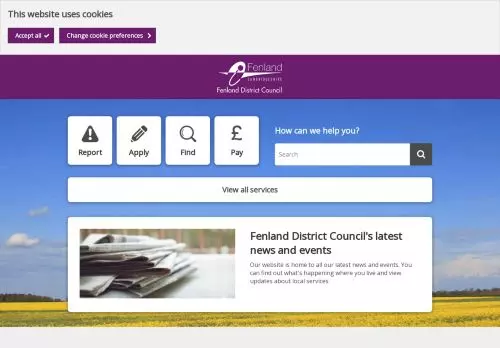 This website uses cookies
Accept all
Change cookie preferences
Fenland
CAMBRIDGESHIRE
Fenland District Council
Report
Apply
Find
Pay
How can we help you?
Search
View all services
Fenland District Council's latest
news and events
Our website is home to all our latest news and events. You
can find out what's happening where you live and view
updates about local services